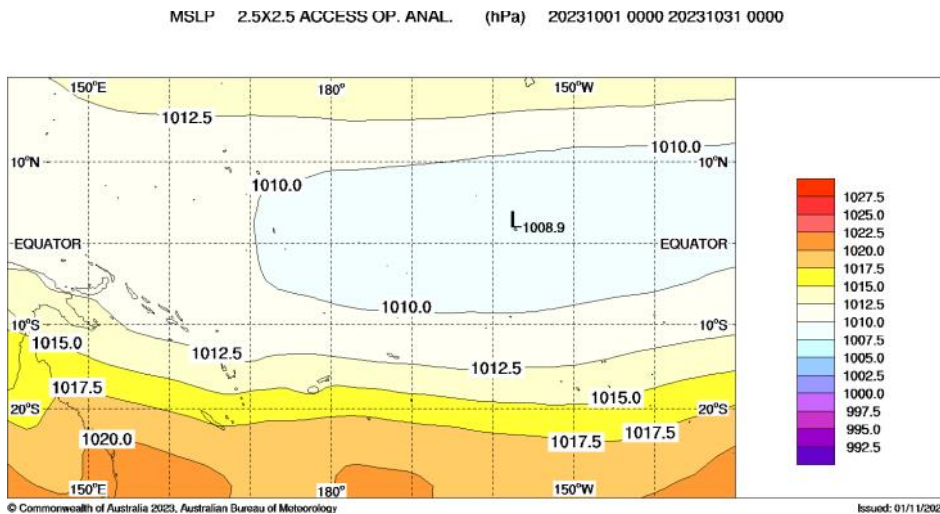 MSLP 2.5X2.5 ACCESS OP. ANAL. (hPa) 20231001 0000 20231031 0000
150°E 180° 150°W
1012.5
10°N 1010.0 10°N
1010.0
L 1008.9
EQUATOR EQUATOR
1010.0
10°S 10°S
1015.0 1012.5 1012.5
1017.5 1015.0
20°S 20°S
1020.0 1017.5 1017.5
150°E 180° 150°W
1027.5
1025.0
1022.5
1020.0
1017.5
1015.0
1012.5
1010.0
1007.5
1005.0
1002.5
1000.0
997.5
995.0
992.5
© Commonwealth of Australia 2023, Australian Bureau of Meteorology Issued: 01/11/202